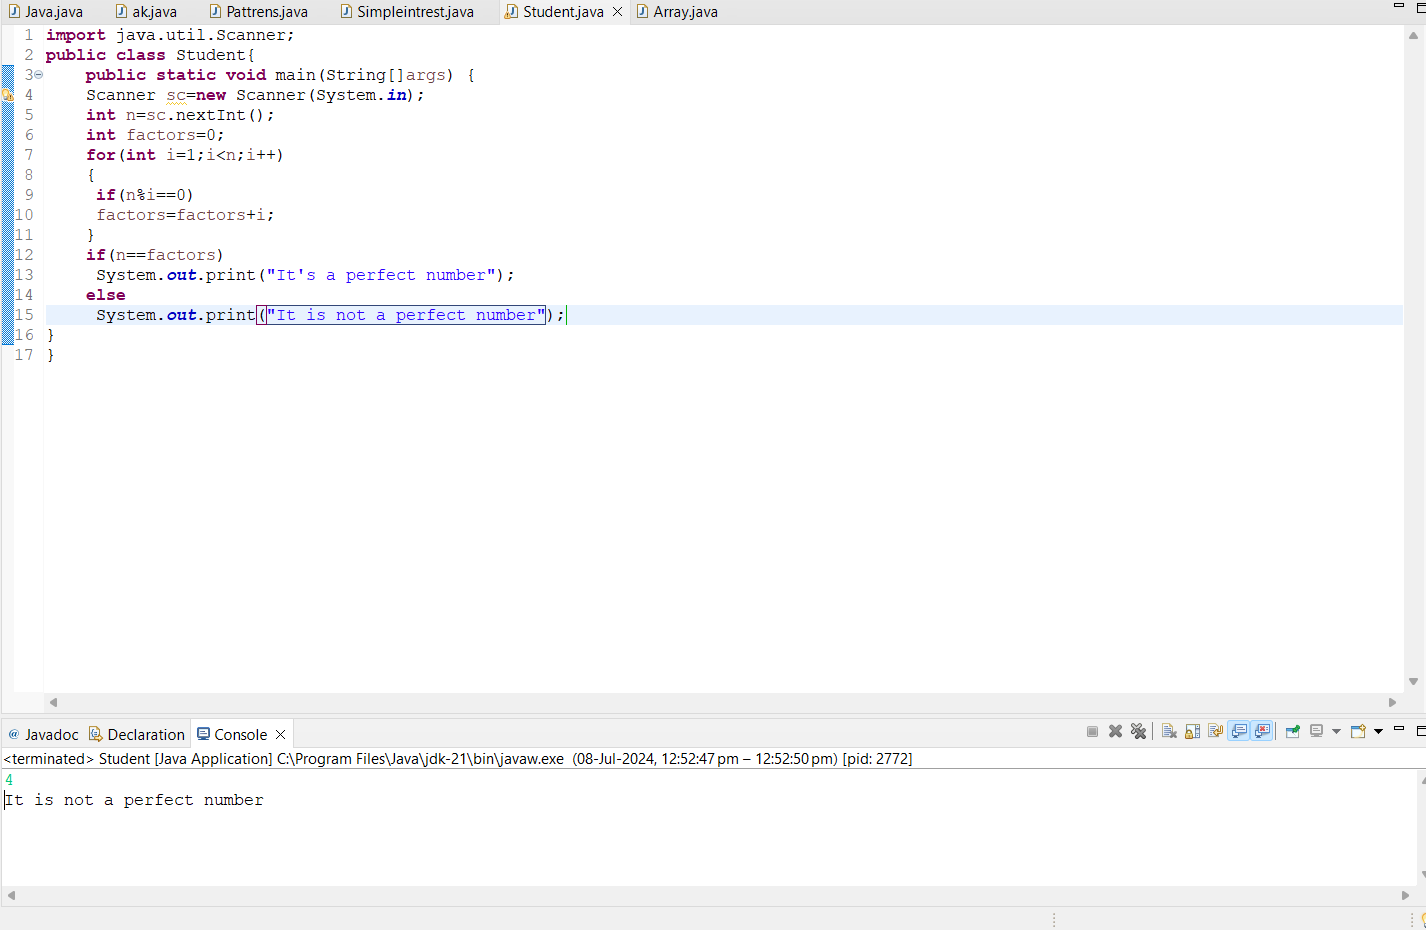 Java.java ak.java Pattrens.java Simpleintrest.java Student.java Array.java
1 import java.util.Scanner;
2 public class Student{
3 public static void main(String[]args) {
4 Scanner sc=new Scanner(System.in);
5 int n=sc.nextInt();
6 int factors=0;
7 for(int i=1;i<n;i++)
8 {
9 if(n%i==0)
10 factors=factors+i;
11 }
12 if(n==factors)
13 System.out.print("It's a perfect number");
14 else
15 System.out.print("It is not a perfect number");
16 }
17 }
@ Javadoc Declaration Console
<terminated> Student [Java Application] C:\Program Files\Java\jdk-21\bin\javaw.exe (08-Jul-2024, 12:52:47 pm – 12:52:50 pm) [pid: 2772]
4
It is not a perfect number